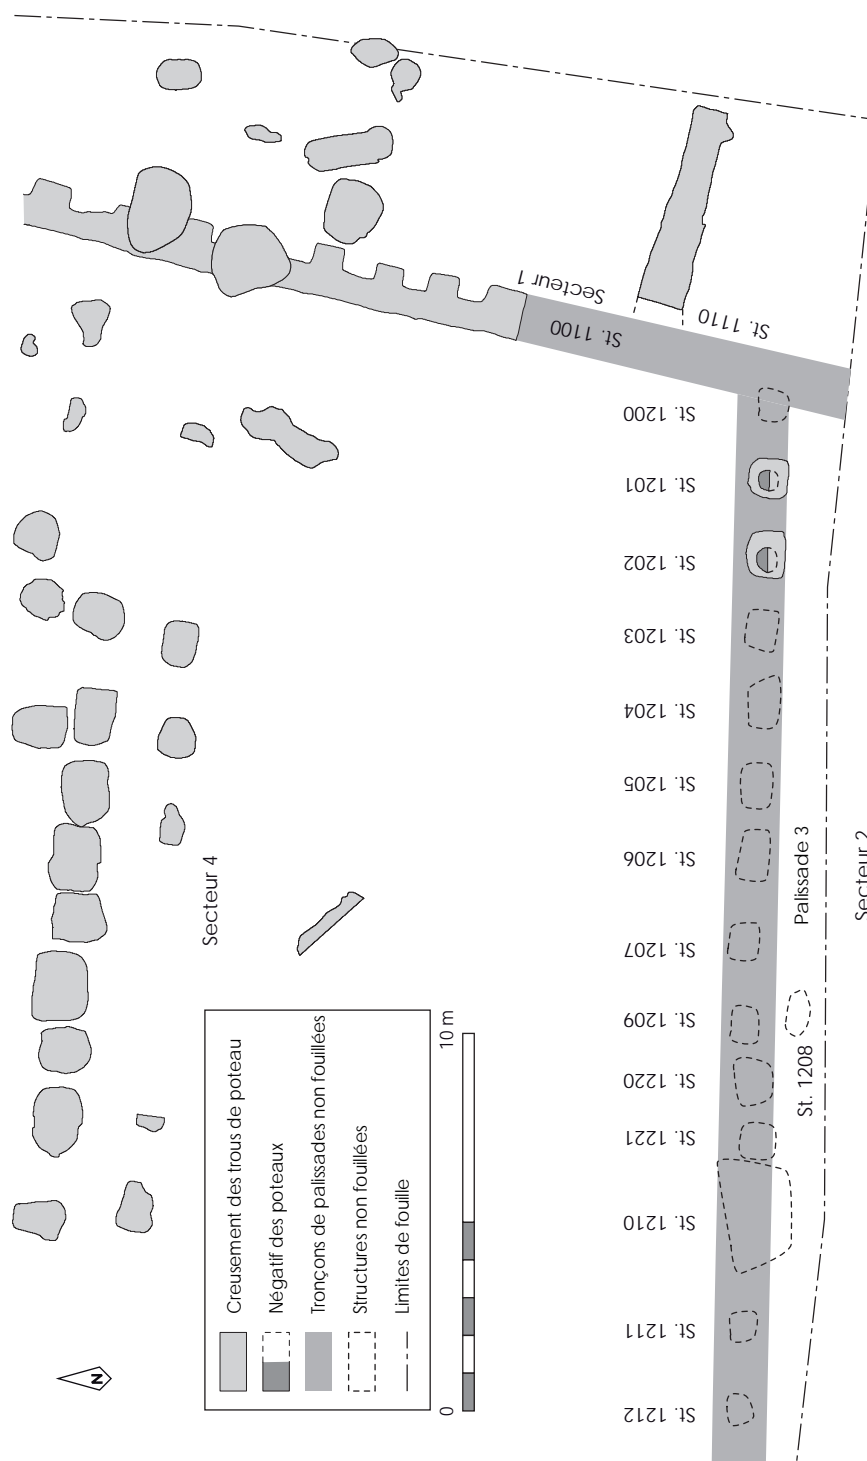 Secteur 1
St. 1100
St. 1110
St. 1200
St. 1201
St. 1202
St. 1203
St. 1204
St. 1205
St. 1206
St. 1207
St. 1209
St. 1220
St. 1221
St. 1210
St. 1211
St. 1212
St. 1208
Palissade 3
Secteur 2
Secteur 4
Creusement des trous de poteau
Négatif des poteaux
Tronçons de palissades non fouillées
Structures non fouillées
Limites de fouille
0
10 m
N